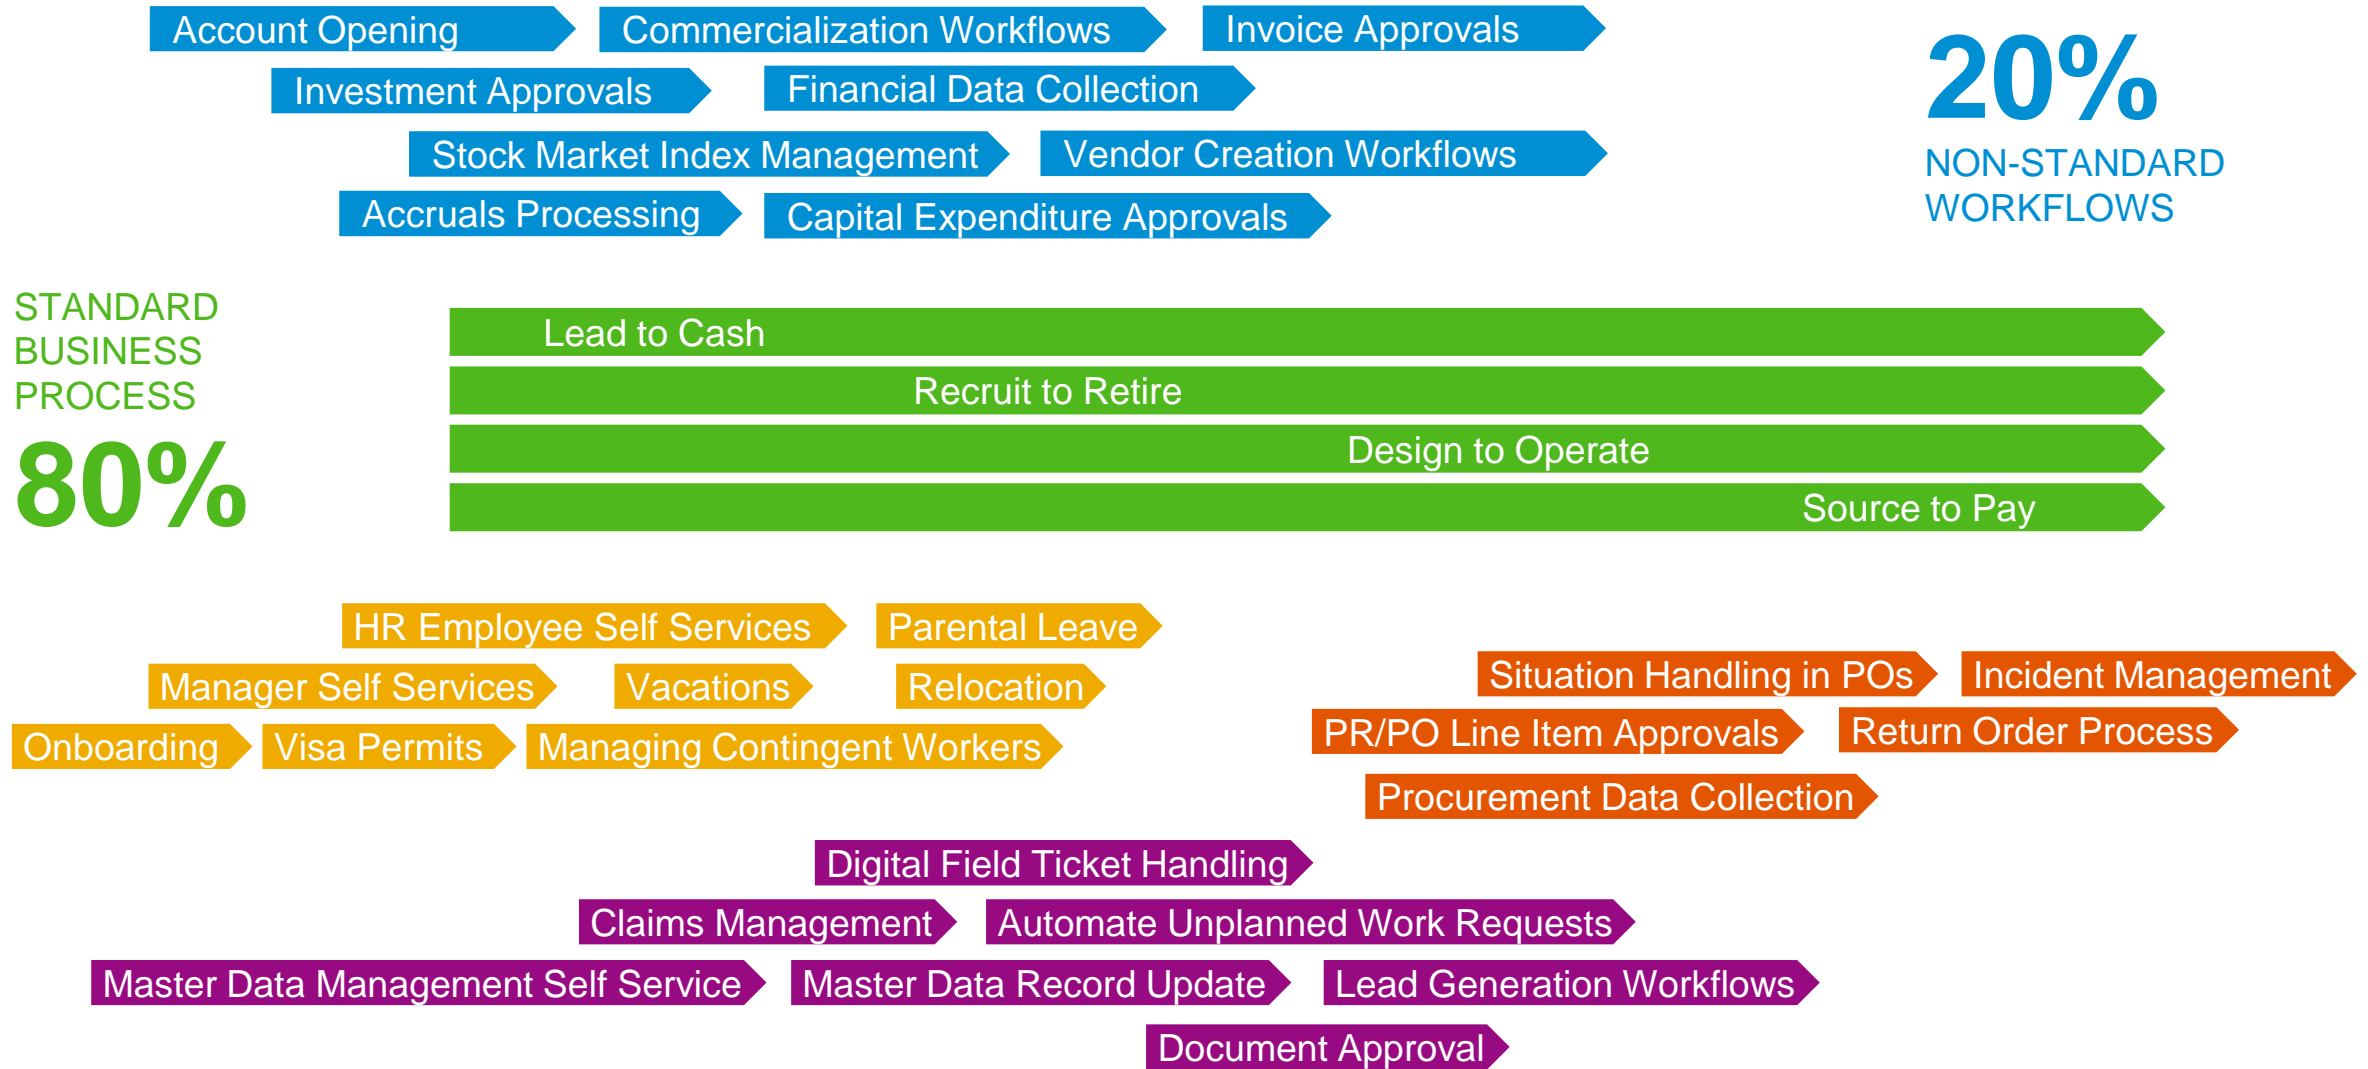 Account Opening
Commercialization Workflows
Invoice Approvals
Investment Approvals
Financial Data Collection
Stock Market Index Management
Vendor Creation Workflows
Accruals Processing
Capital Expenditure Approvals
20%
NON-STANDARD
WORKFLOWS
STANDARD
BUSINESS
PROCESS
80%
Lead to Cash
Recruit to Retire
Design to Operate
Source to Pay
HR Employee Self Services
Parental Leave
Manager Self Services
Vacations
Relocation
Onboarding
Visa Permits
Managing Contingent Workers
Situation Handling in POs
Incident Management
PR/PO Line Item Approvals
Return Order Process
Procurement Data Collection
Digital Field Ticket Handling
Claims Management
Automate Unplanned Work Requests
Master Data Management Self Service
Master Data Record Update
Lead Generation Workflows
Document Approval